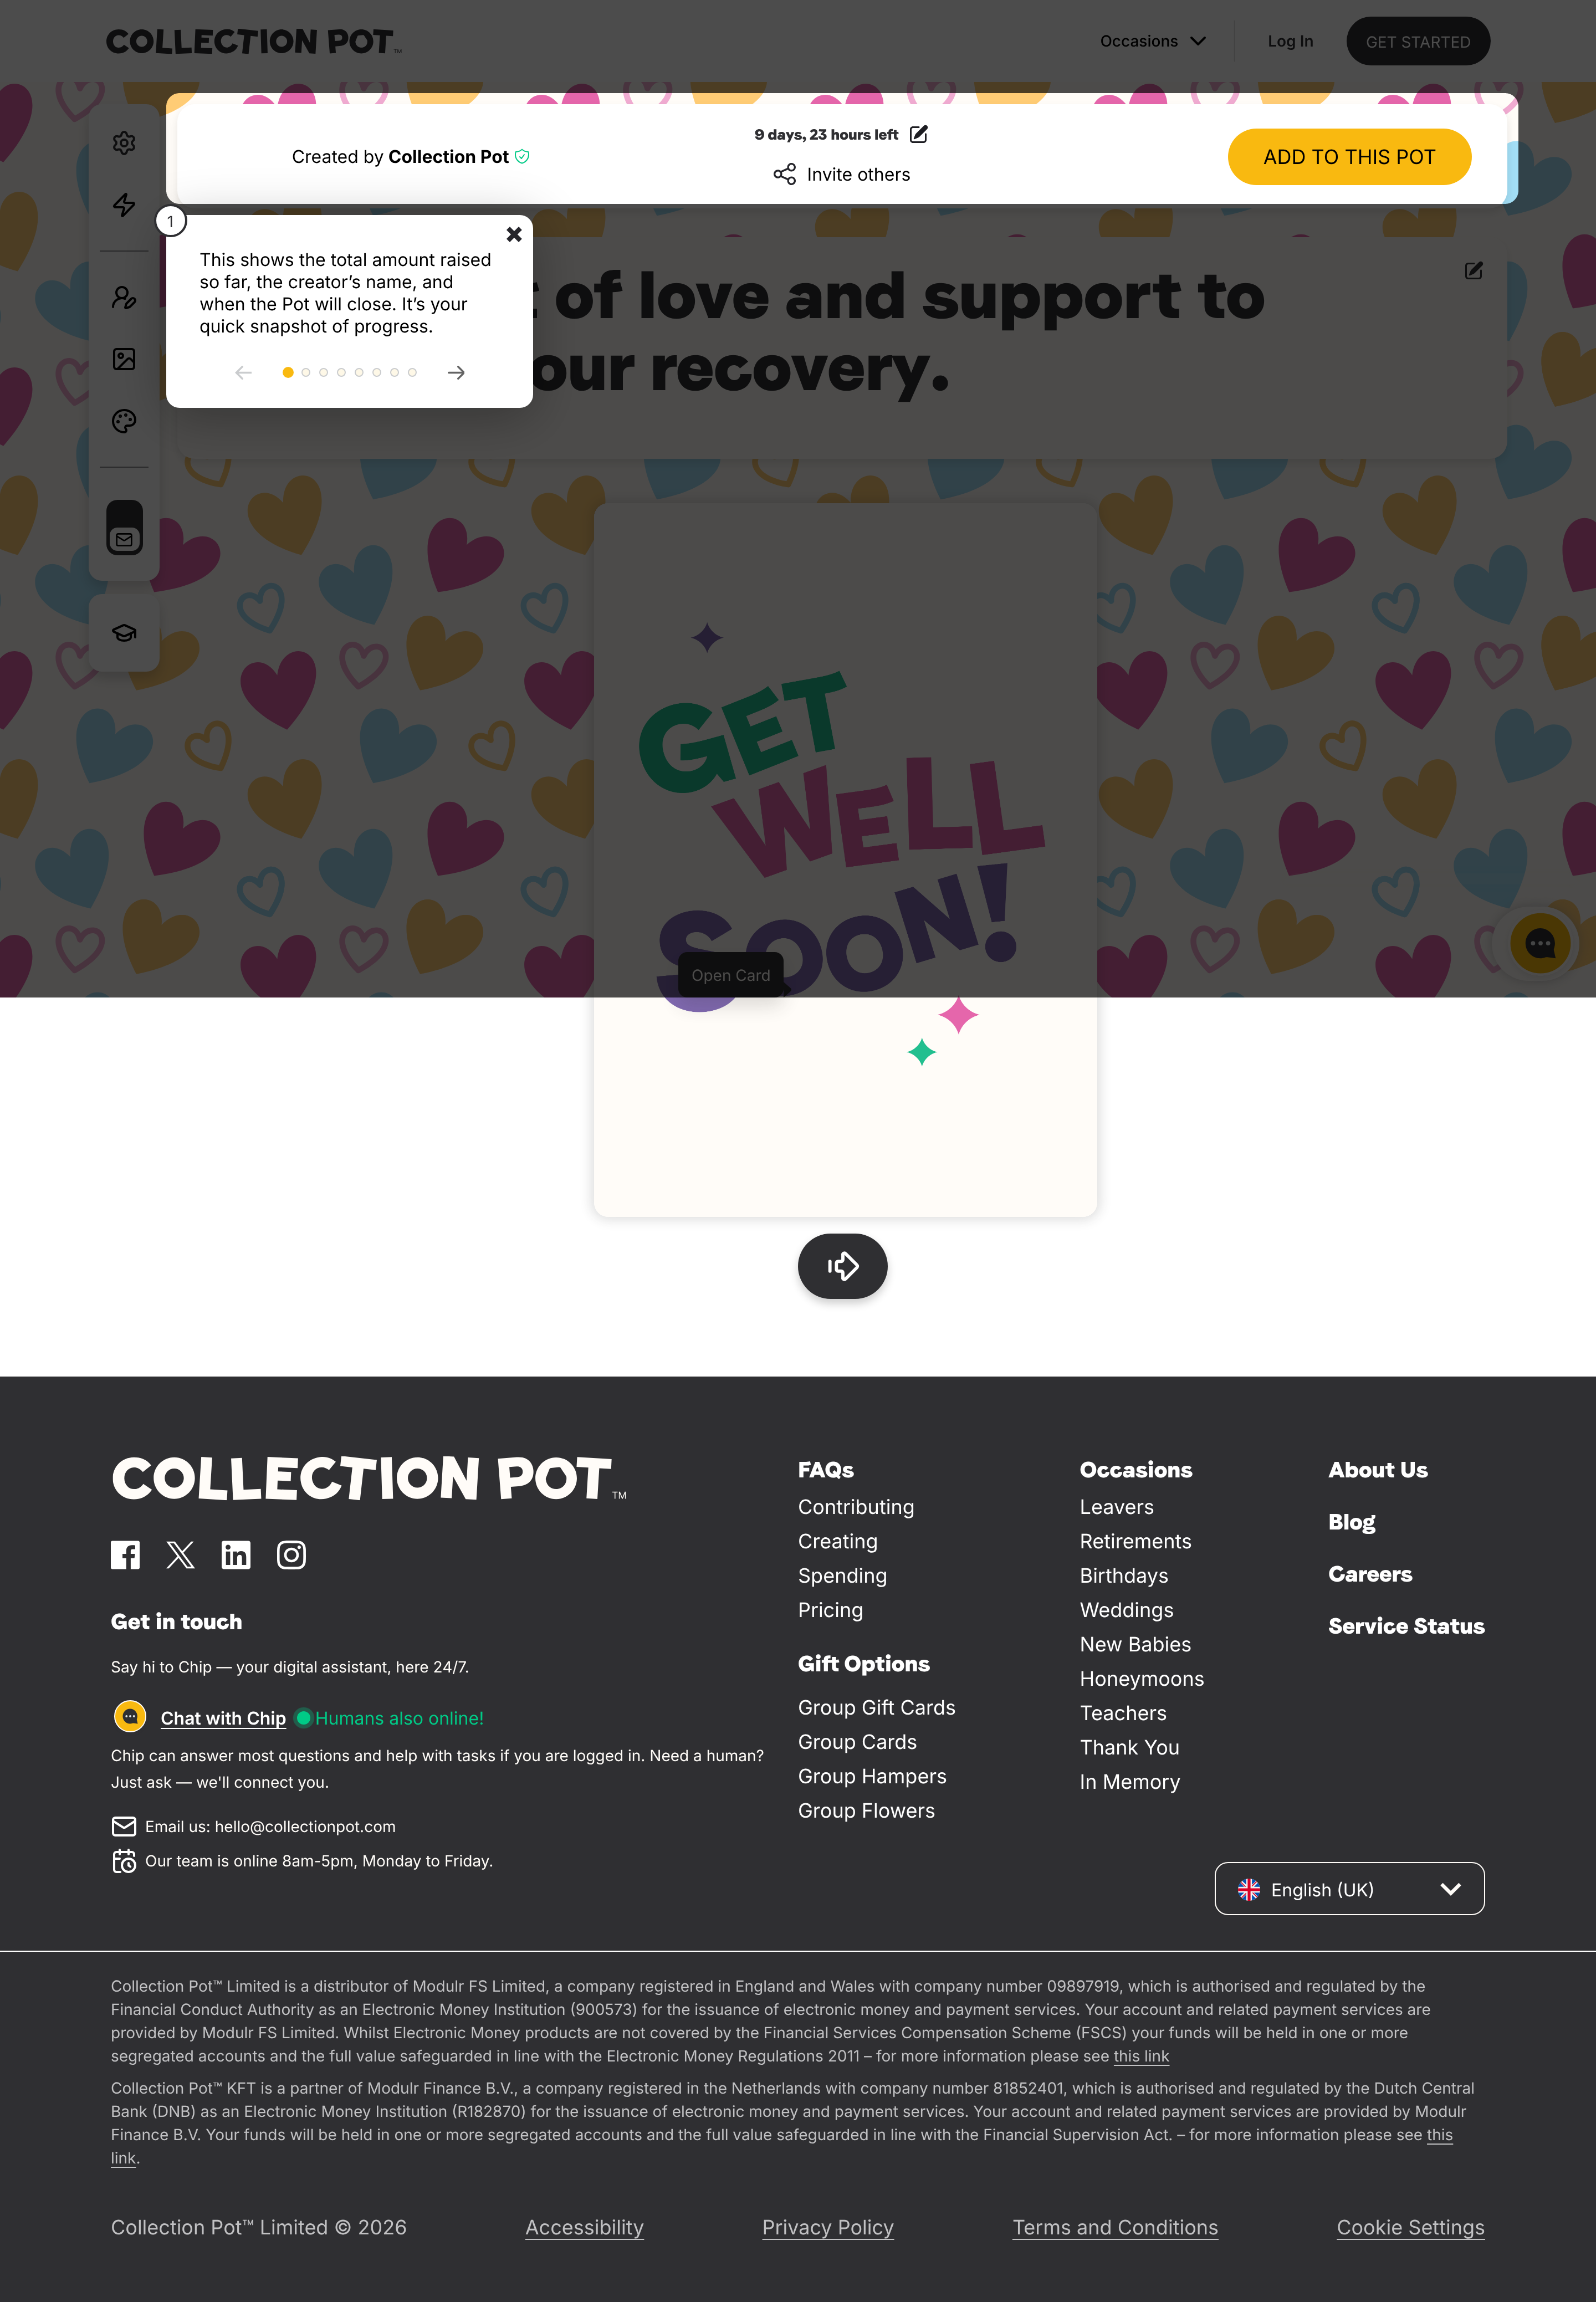 COLLECTION POT™
Occasions
Log In
GET STARTED
Created by Collection Pot
9 days, 23 hours left
Invite others
ADD TO THIS POT
1
This shows the total amount raised
so far, the creator's name, and
when the Pot will close. It's your
quick snapshot of progress.
of love and support to
our recovery.
GET
WELL
SOON!
Open Card
COLLECTION POT™
Get in touch
Say hi to Chip — your digital assistant, here 24/7.
Chat with Chip Humans also online!
Chip can answer most questions and help with tasks if you are logged in. Need a human?
Just ask — we'll connect you.
Email us: hello@collectionpot.com
Our team is online 8am-5pm, Monday to Friday.
FAQs
Contributing
Creating
Spending
Pricing
Gift Options
Group Gift Cards
Group Cards
Group Hampers
Group Flowers
Occasions
Leavers
Retirements
Birthdays
Weddings
New Babies
Honeymoons
Teachers
Thank You
In Memory
About Us
Blog
Careers
Service Status
English (UK)
Collection Pot™ Limited is a distributor of Modulr FS Limited, a company registered in England and Wales with company number 09897919, which is authorised and regulated by the
Financial Conduct Authority as an Electronic Money Institution (900573) for the issuance of electronic money and payment services. Your account and related payment services are
provided by Modulr FS Limited. Whilst Electronic Money products are not covered by the Financial Services Compensation Scheme (FSCS) your funds will be held in one or more
segregated accounts and the full value safeguarded in line with the Electronic Money Regulations 2011 – for more information please see this link
Collection Pot™ KFT is a partner of Modulr Finance B.V., a company registered in the Netherlands with company number 81852401, which is authorised and regulated by the Dutch Central
Bank (DNB) as an Electronic Money Institution (R182870) for the issuance of electronic money and payment services. Your account and related payment services are provided by Modulr
Finance B.V. Your funds will be held in one or more segregated accounts and the full value safeguarded in line with the Financial Supervision Act. – for more information please see this
link.
Collection Pot™ Limited © 2026
Accessibility
Privacy Policy
Terms and Conditions
Cookie Settings